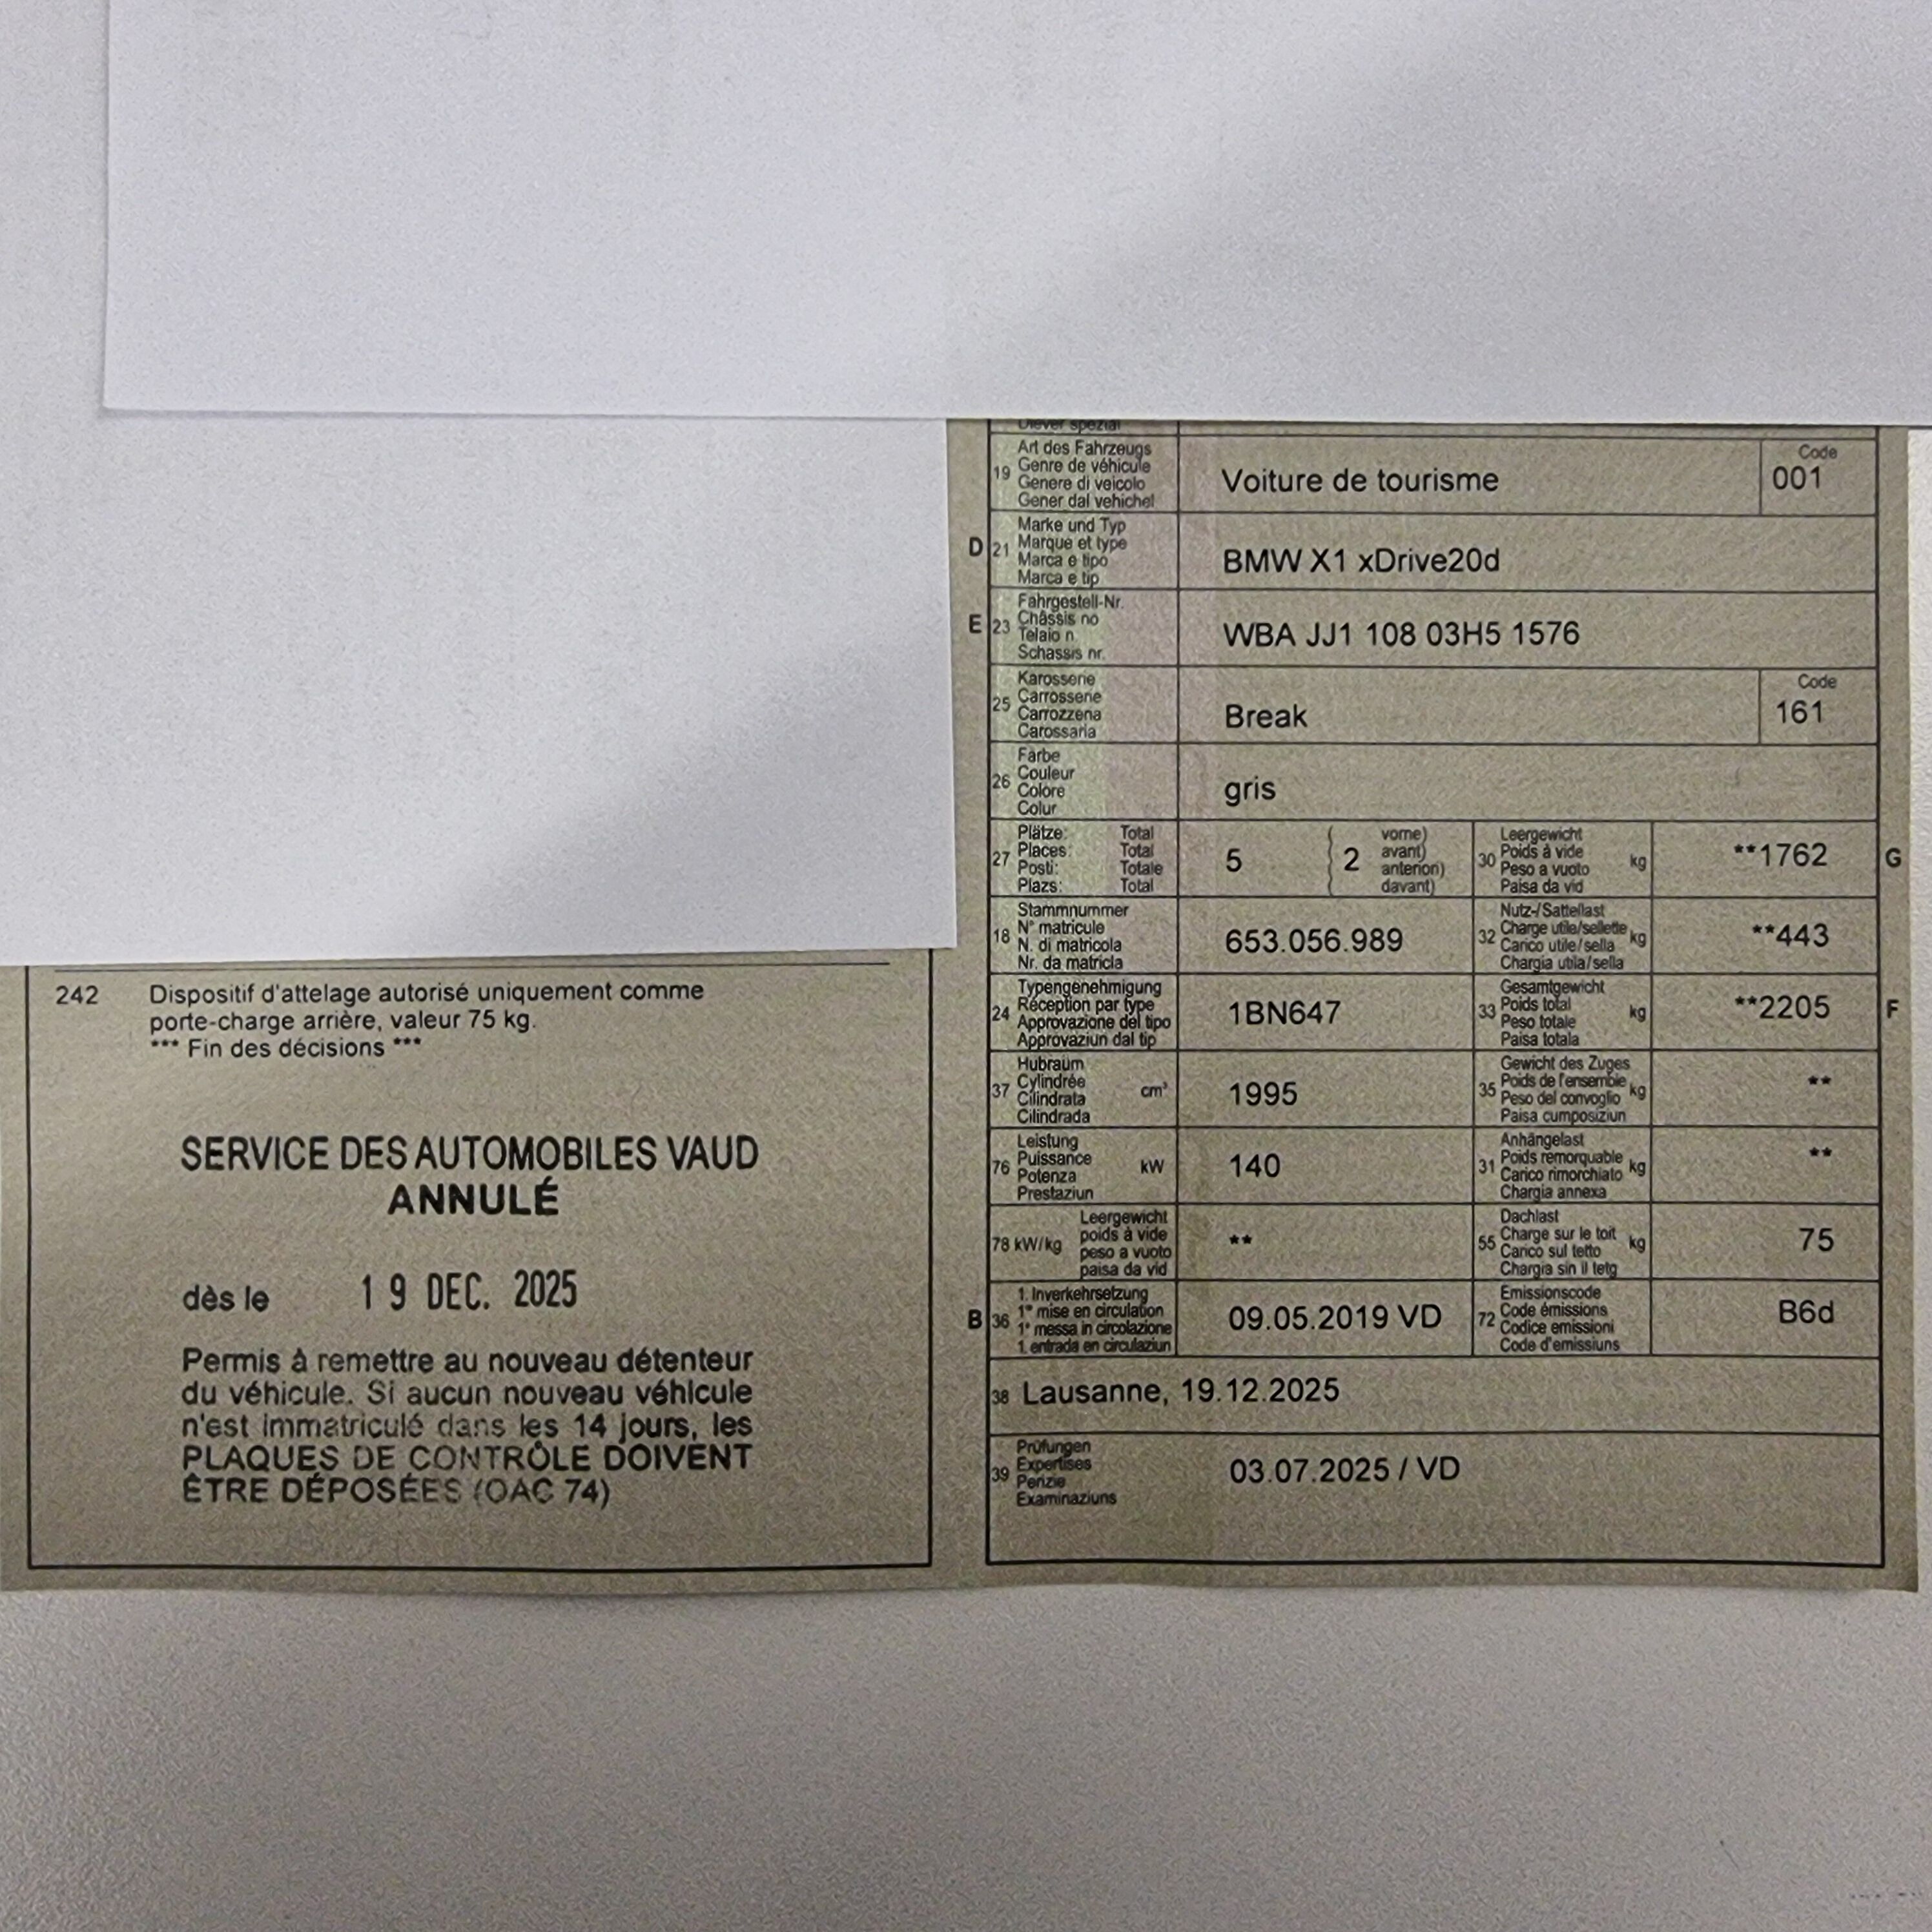 242 Dispositif d'attelage autorisé uniquement comme
porte-charge arrière, valeur 75 kg.
*** Fin des décisions ***
SERVICE DES AUTOMOBILES VAUD
ANNULÉ
dès le 19 DEC. 2025
Permis à remettre au nouveau détenteur
du véhicule. Si aucun nouveau véhicule
n'est immatriculé dans les 14 jours, les
PLAQUES DE CONTRÔLE DOIVENT
ÊTRE DÉPOSÉES (OAC 74)
19 Art des Fahrzeugs
Genre de véhicule
Genere di veicolo
Gener dal vehichel
Voiture de tourisme
Code
001
D 21 Marke und Typ
Marque et type
Marca e tipo
Marca e tip
BMW X1 xDrive20d
E 23 Fahrgestell-Nr.
Châssis no
Telaio n.
Schassis nr.
WBA JJ1 108 03H5 1576
25 Karosserie
Carrosserie
Carrozzeria
Carossaria
Break
Code
161
26 Farbe
Couleur
Colore
Colur
gris
27 Plätze: Total
Places: Total
Posti: Totale
Plazs: Total
5 ( 2 vorne)
( avant)
( anteriori)
( davant)
30 Leergewicht
Poids à vide
Peso a vuoto
Paisa da vid
kg **1762 G
18 Stammnummer
N° matricule
N. di matricola
Nr. da matricla
653.056.989
32 Nutz-/Sattellast
Charge utile/sellette
Carico utile/sella
Chargia utila/sella
kg **443
24 Typengenehmigung
Réception par type
Approvazione del tipo
Approvaziun dal tip
1BN647
33 Gesamtgewicht
Poids total
Peso totale
Paisa totala
kg **2205 F
37 Hubraum
Cylindrée
Cilindrata
Cilindrada
cm³ 1995
35 Gewicht des Zuges
Poids de l'ensemble
Peso del convoglio
Paisa cumposiziun
kg **
76 Leistung
Puissance
Potenza
Prestaziun
kW 140
31 Anhängelast
Poids remorquable
Carico rimorchiato
Chargia annexa
kg **
78 kW/kg Leergewicht
poids à vide
peso a vuoto
paisa da vid
**
55 Dachlast
Charge sur le toit
Carico sul tetto
Chargia sin il tetg
kg 75
B 36 1. Inverkehrsetzung
1re mise en circulation
1a messa in circolazione
1. entrada en circulaziun
09.05.2019 VD
72 Emissionscode
Code émissions
Codice emissioni
Code d'emissiuns
B6d
38 Lausanne, 19.12.2025
39 Prüfungen
Expertises
Perizie
Examinaziuns
03.07.2025 / VD